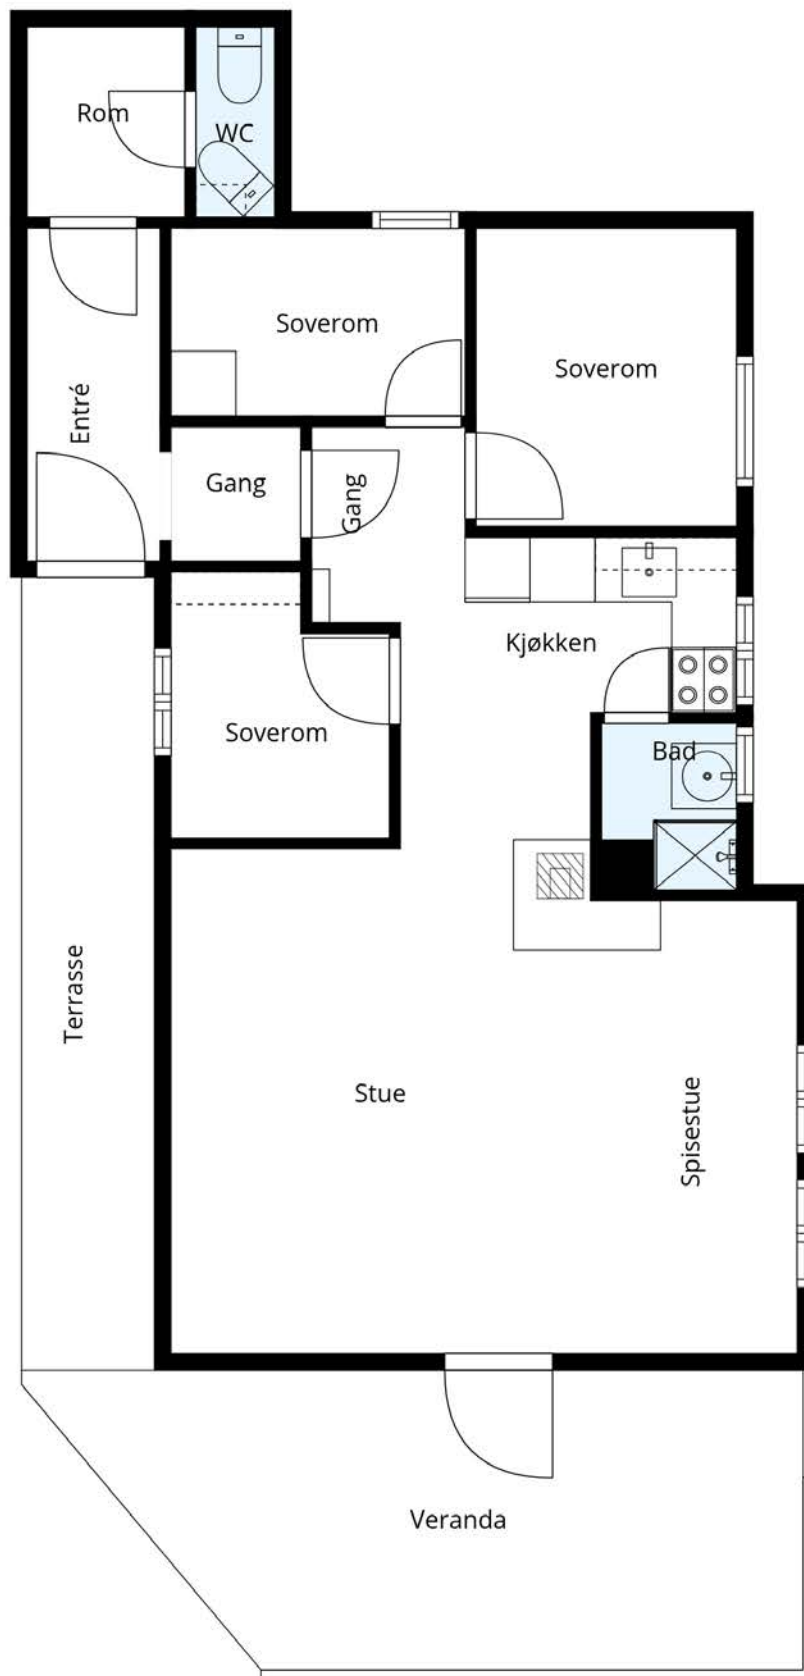 Rom
WC
Soverom
Soverom
Entré
Gang
Gang
Kjøkken
Soverom
Bad
Terrasse
Stue
Spisestue
Veranda